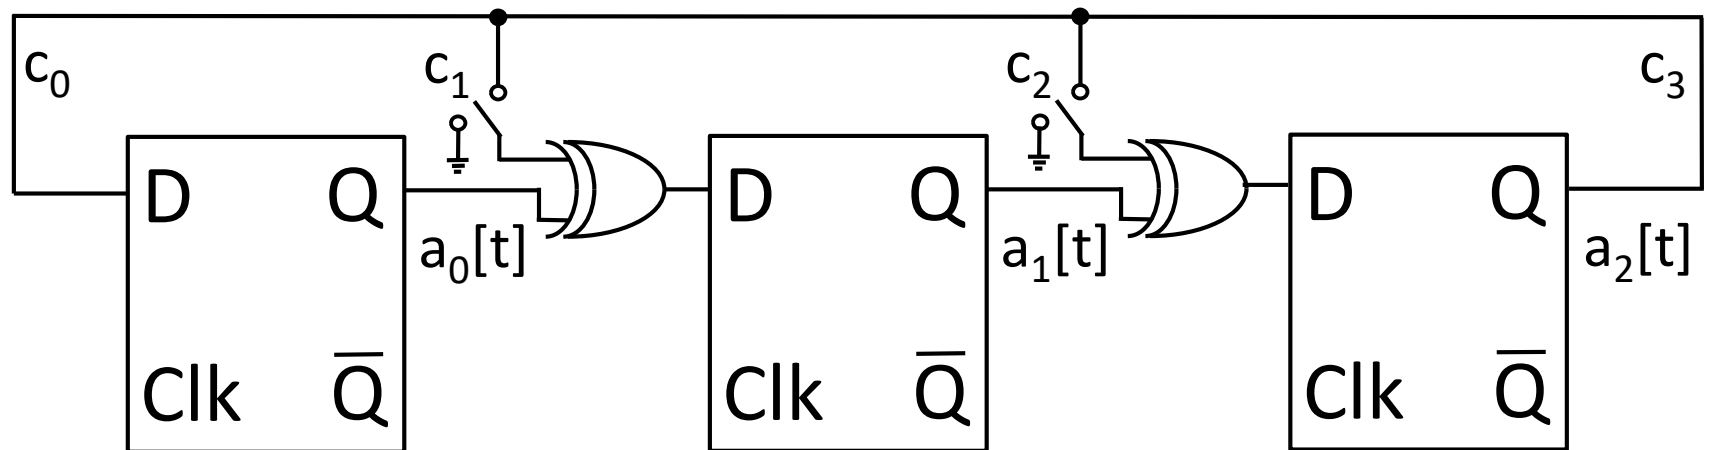 c0 c1 c2 c3
D Q D Q D Q
a0[t] a1[t] a2[t]
Clk Q̅ Clk Q̅ Clk Q̅